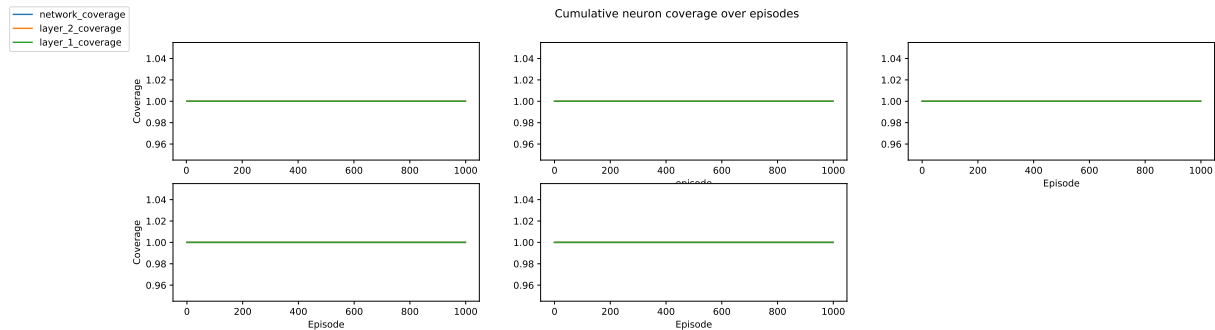 Cumulative neuron coverage over episodes
network_coverage
layer_2_coverage
layer_1_coverage
Coverage
1.04
1.02
1.00
0.98
0.96
0 200 400 600 800 1000
1.04
1.02
1.00
0.98
0.96
0 200 400 600 800 1000
episode
1.04
1.02
1.00
0.98
0.96
0 200 400 600 800 1000
Episode
Coverage
1.04
1.02
1.00
0.98
0.96
0 200 400 600 800 1000
Episode
1.04
1.02
1.00
0.98
0.96
0 200 400 600 800 1000
Episode